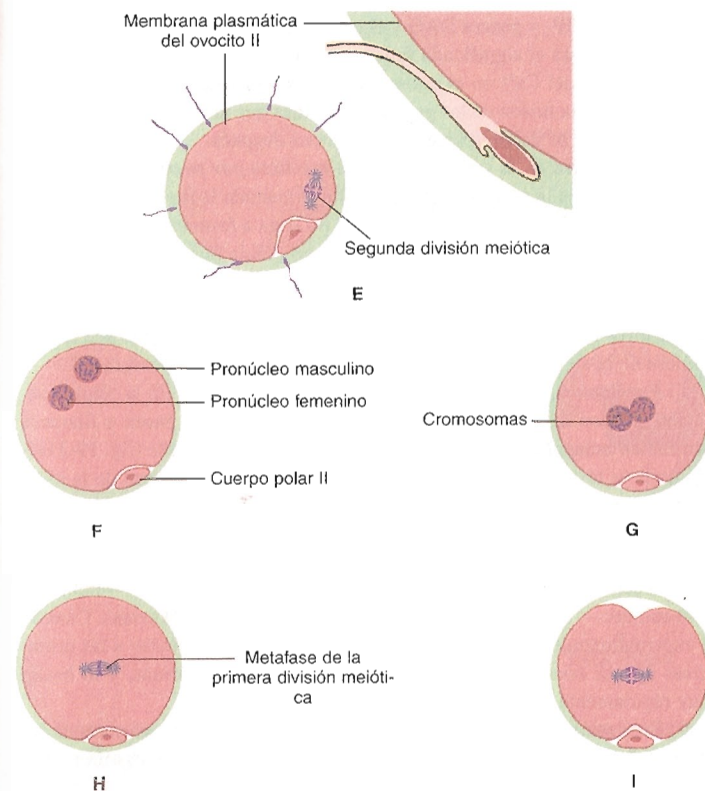 Membrana plasmática
del ovocito II
Segunda división meiótica
E
Pronúcleo masculino
Pronúcleo femenino
Cuerpo polar II
F
Cromosomas
G
Metafase de la
primera división meióti-
ca
H
I